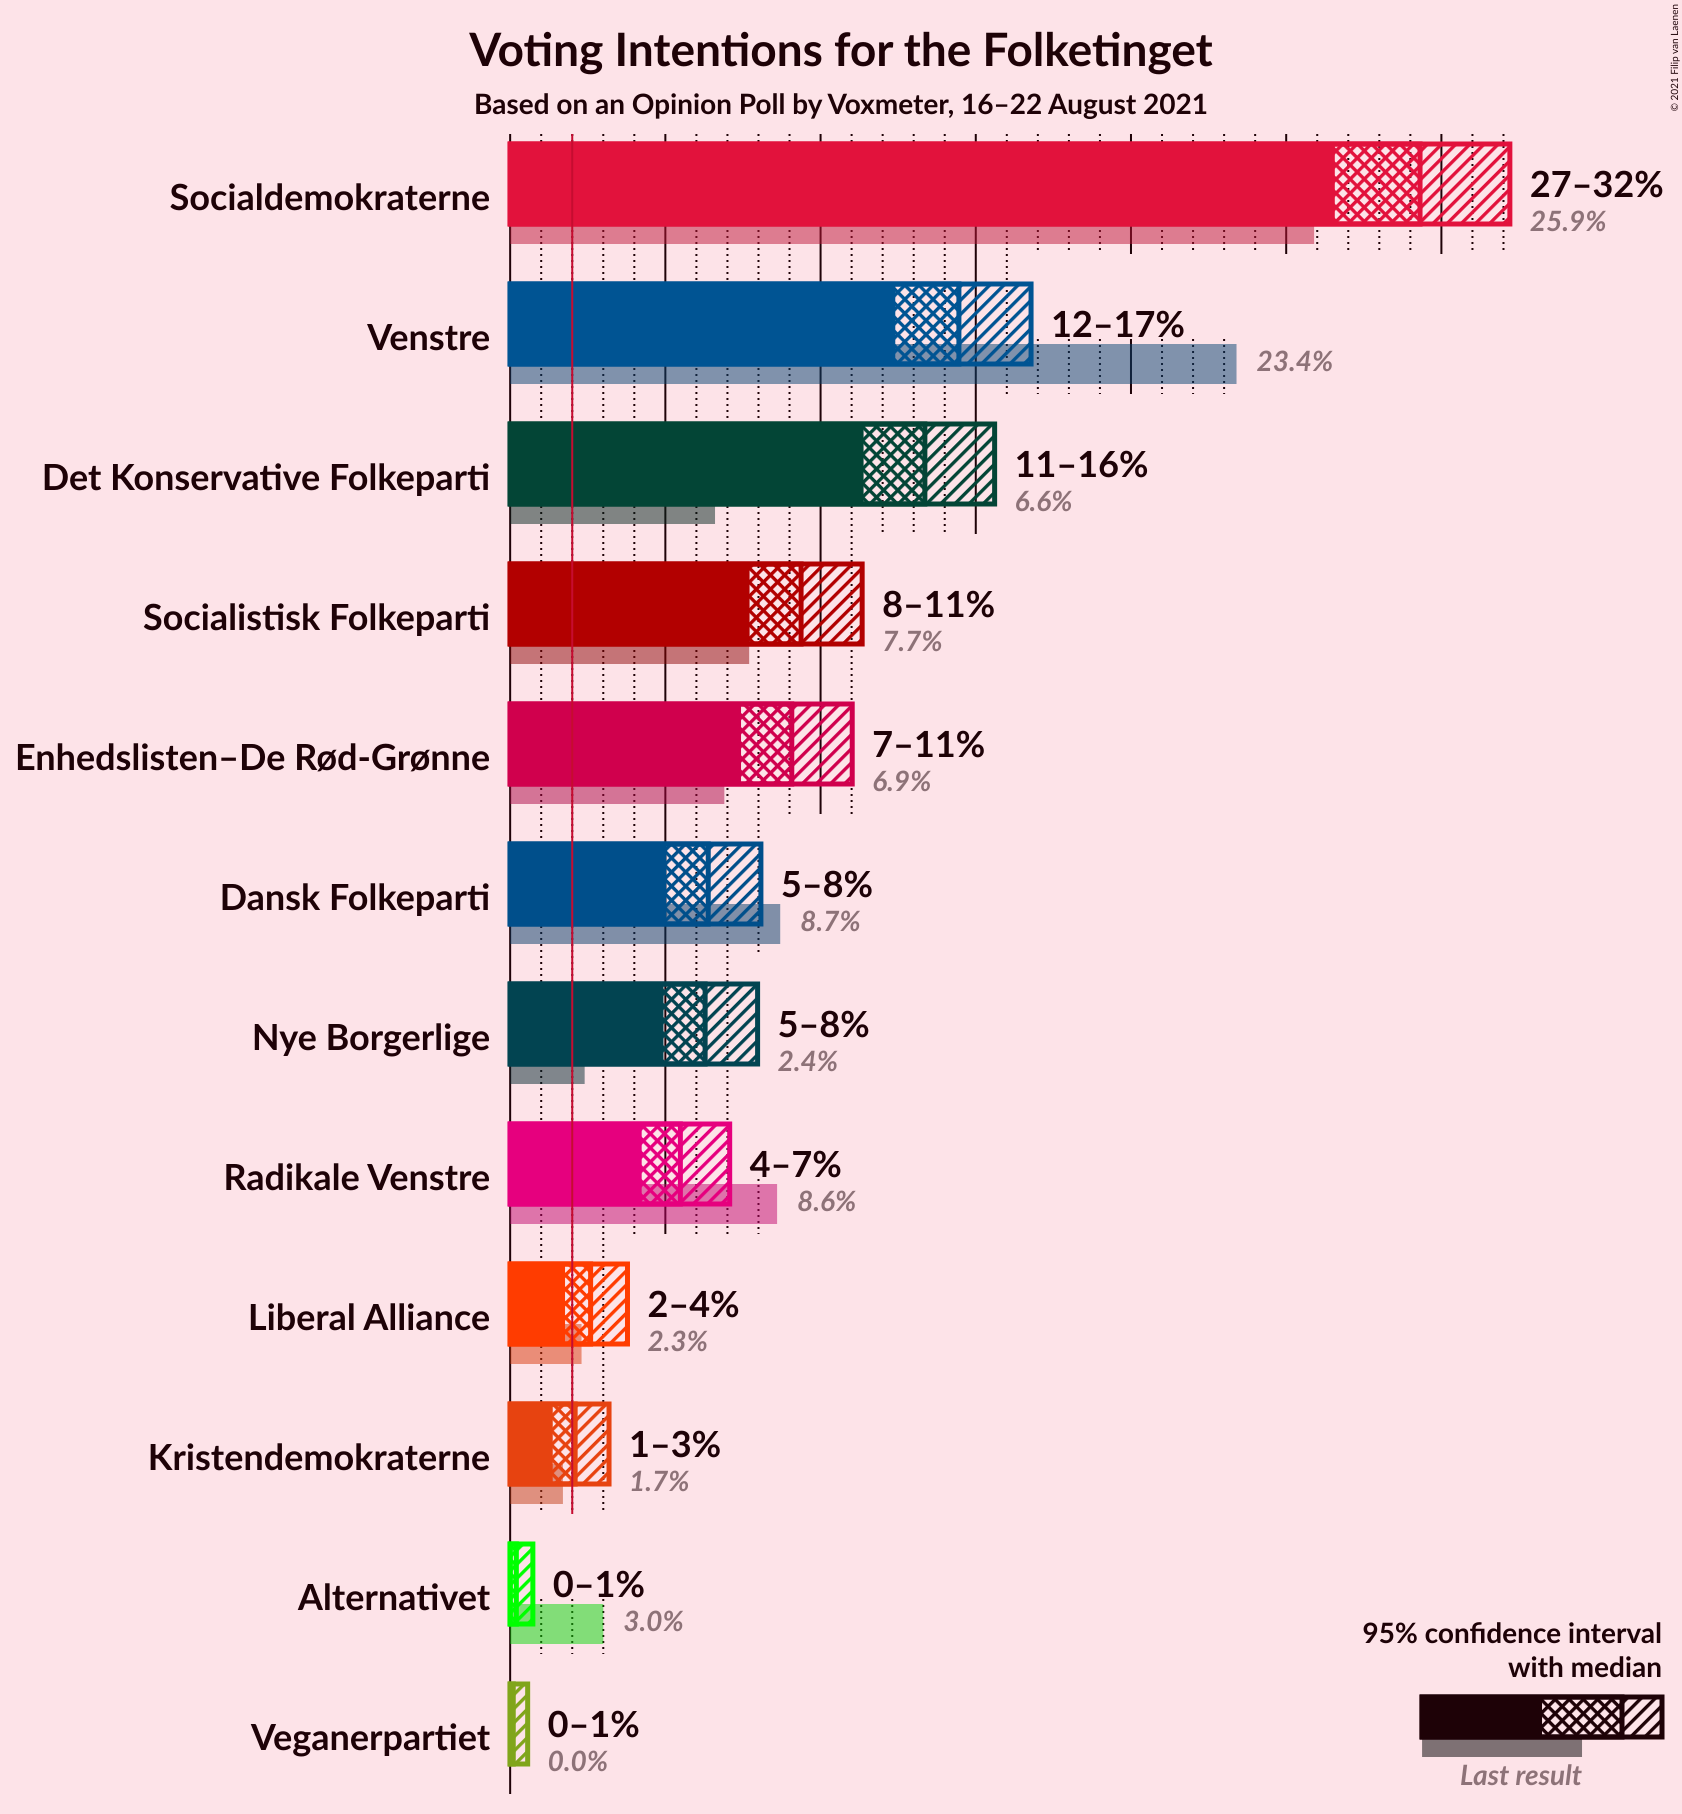 Voting Intentions for the Folketinget
Based on an Opinion Poll by Voxmeter, 16–22 August 2021
© 2021 Filip van Laenen
Socialdemokraterne
27–32%
25.9%
Venstre
12–17%
23.4%
Det Konservative Folkeparti
11–16%
6.6%
Socialistisk Folkeparti
8–11%
7.7%
Enhedslisten–De Rød-Grønne
7–11%
6.9%
Dansk Folkeparti
5–8%
8.7%
Nye Borgerlige
5–8%
2.4%
Radikale Venstre
4–7%
8.6%
Liberal Alliance
2–4%
2.3%
Kristendemokraterne
1–3%
1.7%
Alternativet
0–1%
3.0%
Veganerpartiet
0–1%
0.0%
95% confidence interval
with median
Last result